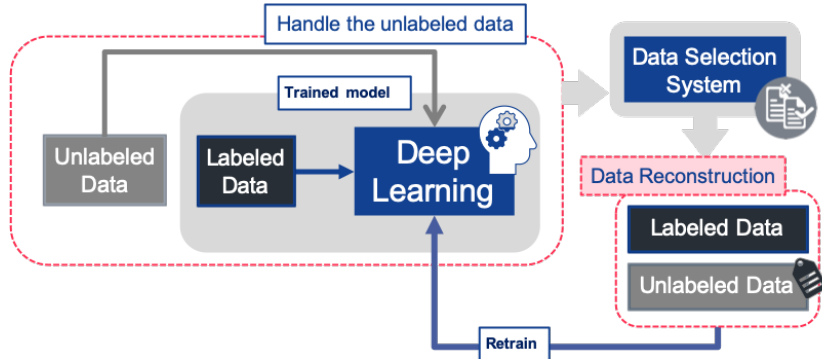 Handle the unlabeled data
Data Selection
System
Trained model
Unlabeled
Data
Labeled
Data
Deep
Learning
Data Reconstruction
Labeled Data
Unlabeled Data
Retrain